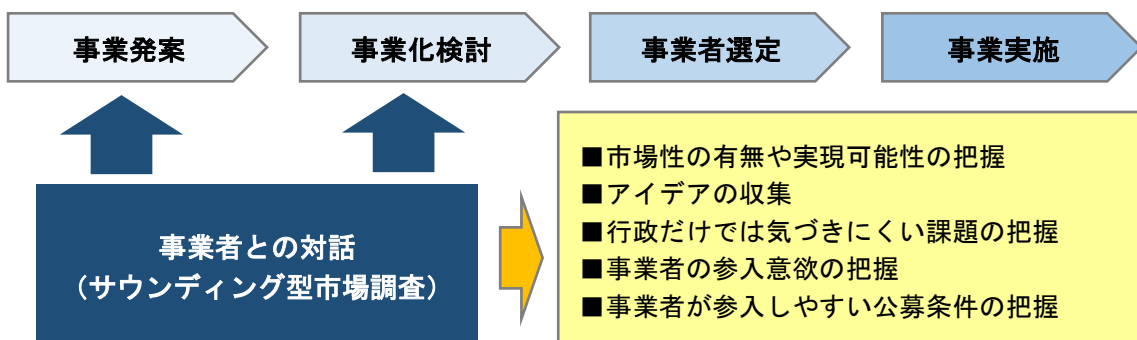 事業発案
事業化検討
事業者選定
事業実施
事業者との対話
（サウンディング型市場調査）
■市場性の有無や実現可能性の把握
■アイデアの収集
■行政だけでは気づきにくい課題の把握
■事業者の参入意欲の把握
■事業者が参入しやすい公募条件の把握